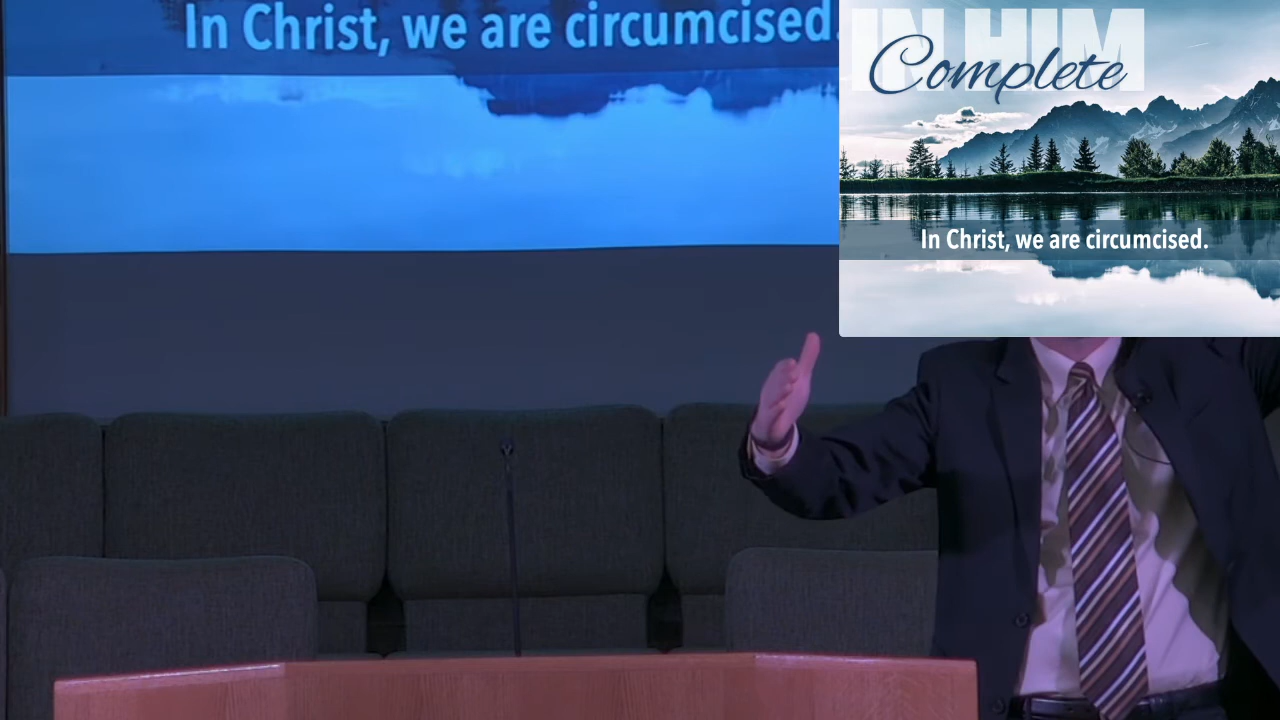 In Christ, we are circumcised.
IN HIM
Complete
In Christ, we are circumcised.